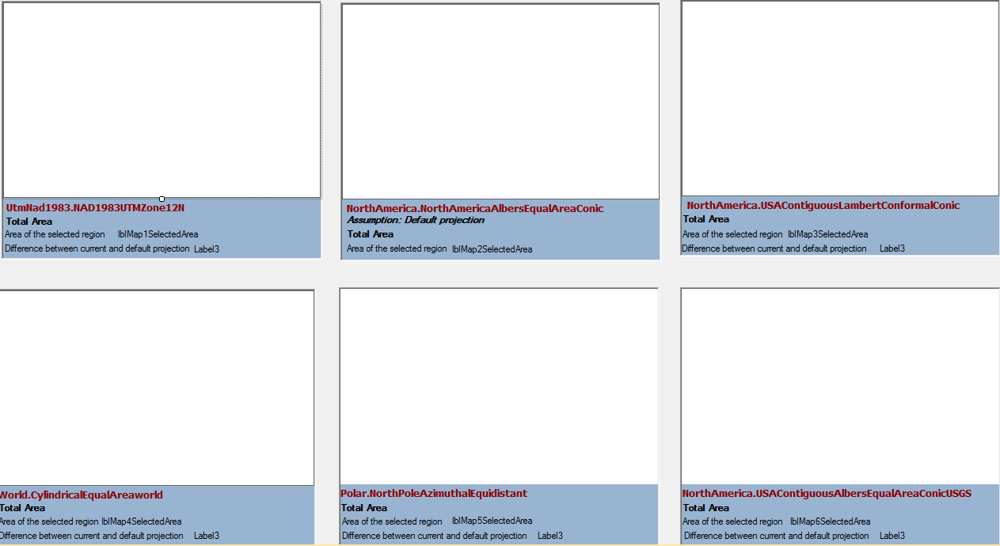 UtmNad1983.NAD1983UTMZone12N
Total Area
Area of the selected region lblMap1SelectedArea
Difference between current and default projection Label3
NorthAmerica.NorthAmericaAlbersEqualAreaConic
Assumption: Default projection
Total Area
Area of the selected region lblMap2SelectedArea
NorthAmerica.USAContiguousLambertConformalConic
Total Area
Area of the selected region lblMap3SelectedArea
Difference between current and default projection Label3
World.CylindricalEqualAreaworld
Total Area
Area of the selected region lblMap4SelectedArea
Difference between current and default projection Label3
Polar.NorthPoleAzimuthalEquidistant
Total Area
Area of the selected region lblMap5SelectedArea
Difference between current and default projection Label3
NorthAmerica.USAContiguousAlbersEqualAreaConicUSGS
Total Area
Area of the selected region lblMap6SelectedArea
Difference between current and default projection Label3